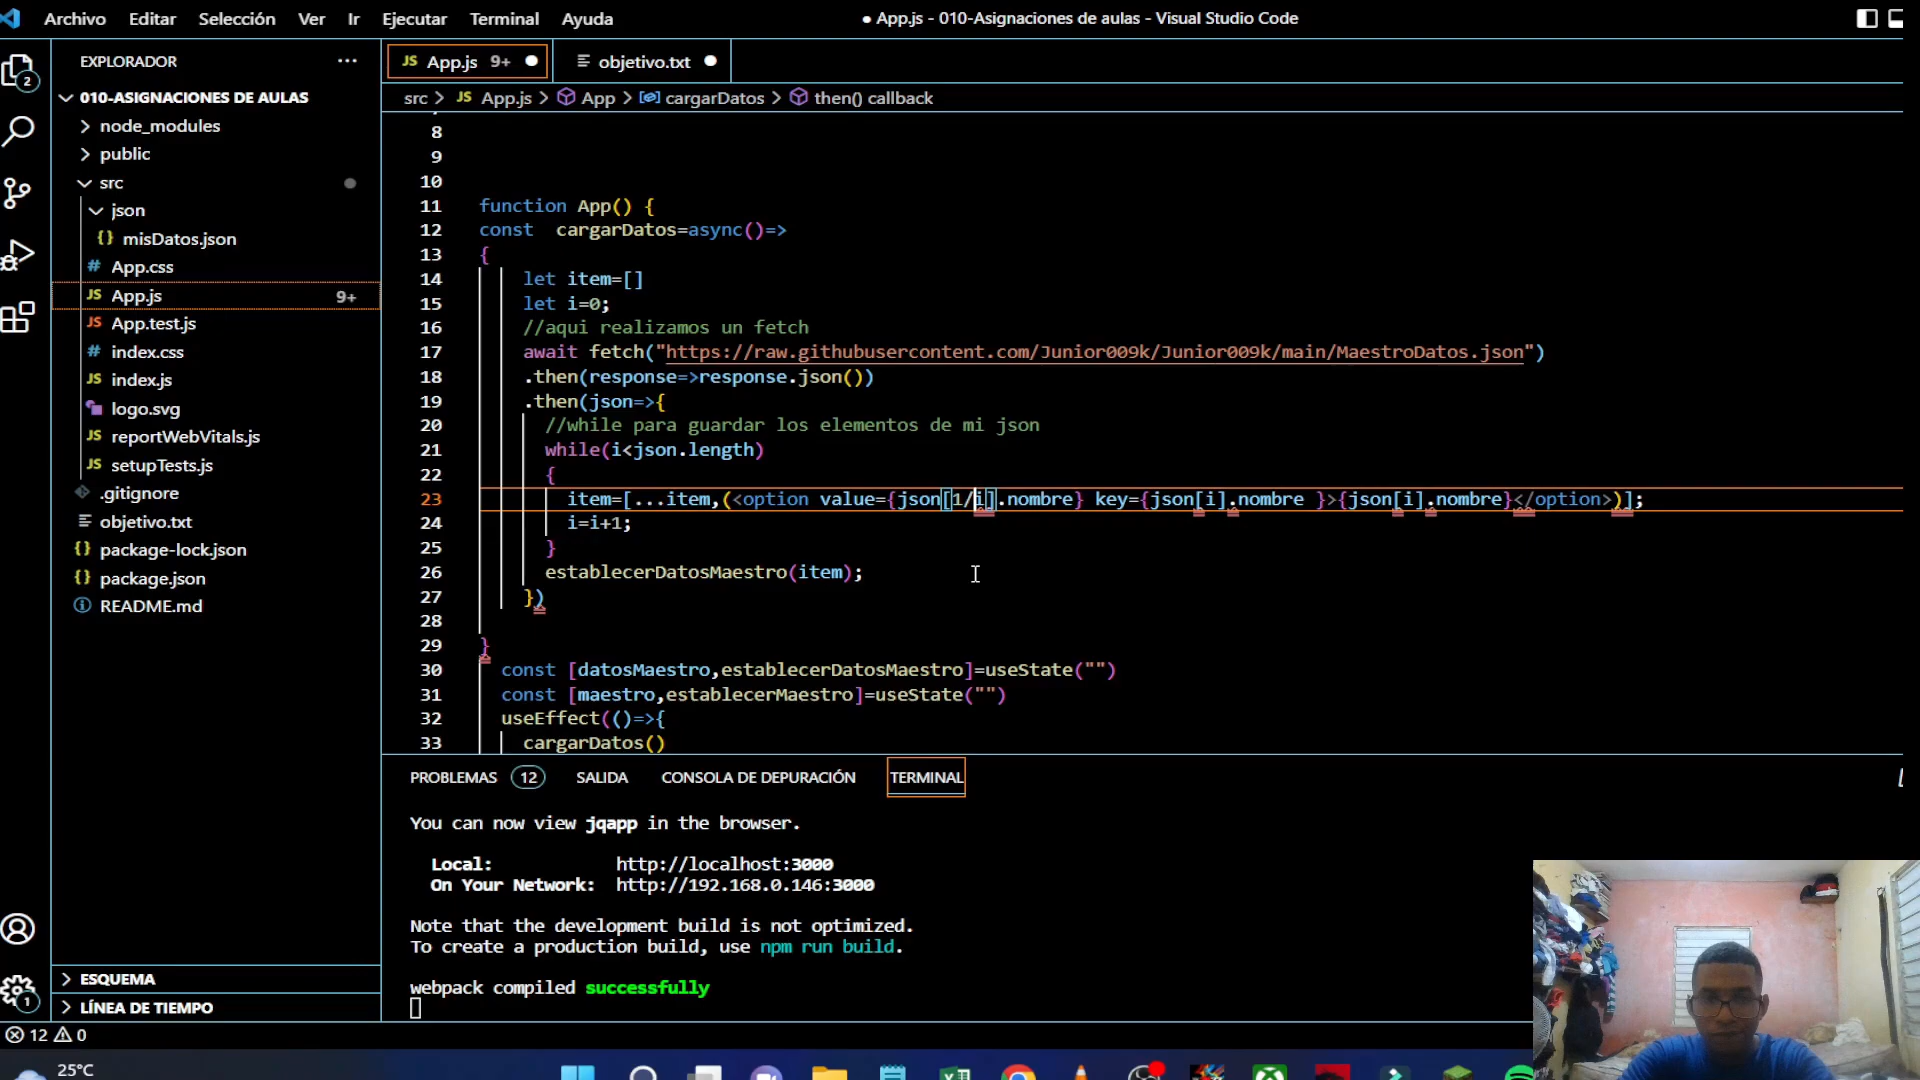 Archivo Editar Selección Ver Ir Ejecutar Terminal Ayuda
● App.js - 010-Asignaciones de aulas - Visual Studio Code
2
EXPLORADOR ...
010-ASIGNACIONES DE AULAS
node_modules
public
src
json
{} misDatos.json
# App.css
JS App.js 9+
JS App.test.js
# index.css
JS index.js
logo.svg
JS reportWebVitals.js
JS setupTests.js
.gitignore
objetivo.txt
{} package-lock.json
{} package.json
README.md
ESQUEMA
LÍNEA DE TIEMPO
1
JS App.js 9+ ●
objetivo.txt ●
src > JS App.js > App > cargarDatos > then() callback
8
9
10
11 function App() {
12 const  cargarDatos=async()=>
13 {
14 let item=[]
15 let i=0;
16 //aqui realizamos un fetch
17 await fetch("https://raw.githubusercontent.com/Junior009k/Junior009k/main/MaestroDatos.json")
18 .then(response=>response.json())
19 .then(json=>{
20 //while para guardar los elementos de mi json
21 while(i<json.length)
22 {
23 item=[...item,(<option value={json[1/i].nombre} key={json[i].nombre }>{json[i].nombre}</option>)];
24 i=i+1;
25 }
26 establecerDatosMaestro(item);
27 })
28
29 }
30 const [datosMaestro,establecerDatosMaestro]=useState("")
31 const [maestro,establecerMaestro]=useState("")
32 useEffect(()=>{
33 cargarDatos()
PROBLEMAS 12 SALIDA CONSOLA DE DEPURACIÓN TERMINAL
You can now view jqapp in the browser.
Local: http://localhost:3000
On Your Network: http://192.168.0.146:3000
Note that the development build is not optimized.
To create a production build, use npm run build.
webpack compiled successfully
12 0
25°C